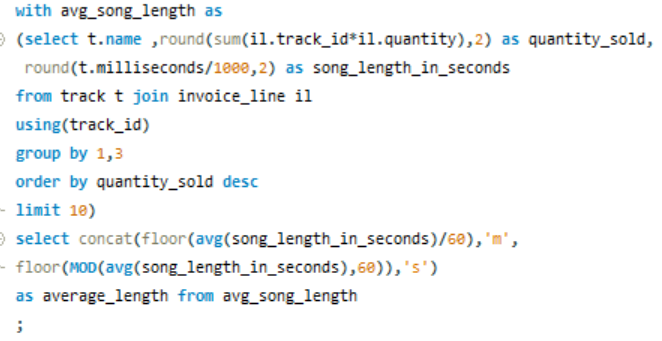 with avg_song_length as
(select t.name ,round(sum(il.track_id*il.quantity),2) as quantity_sold,
round(t.milliseconds/1000,2) as song_length_in_seconds
from track t join invoice_line il
using(track_id)
group by 1,3
order by quantity_sold desc
limit 10)
select concat(floor(avg(song_length_in_seconds)/60),'m',
floor(MOD(avg(song_length_in_seconds),60)),'s')
as average_length from avg_song_length
;